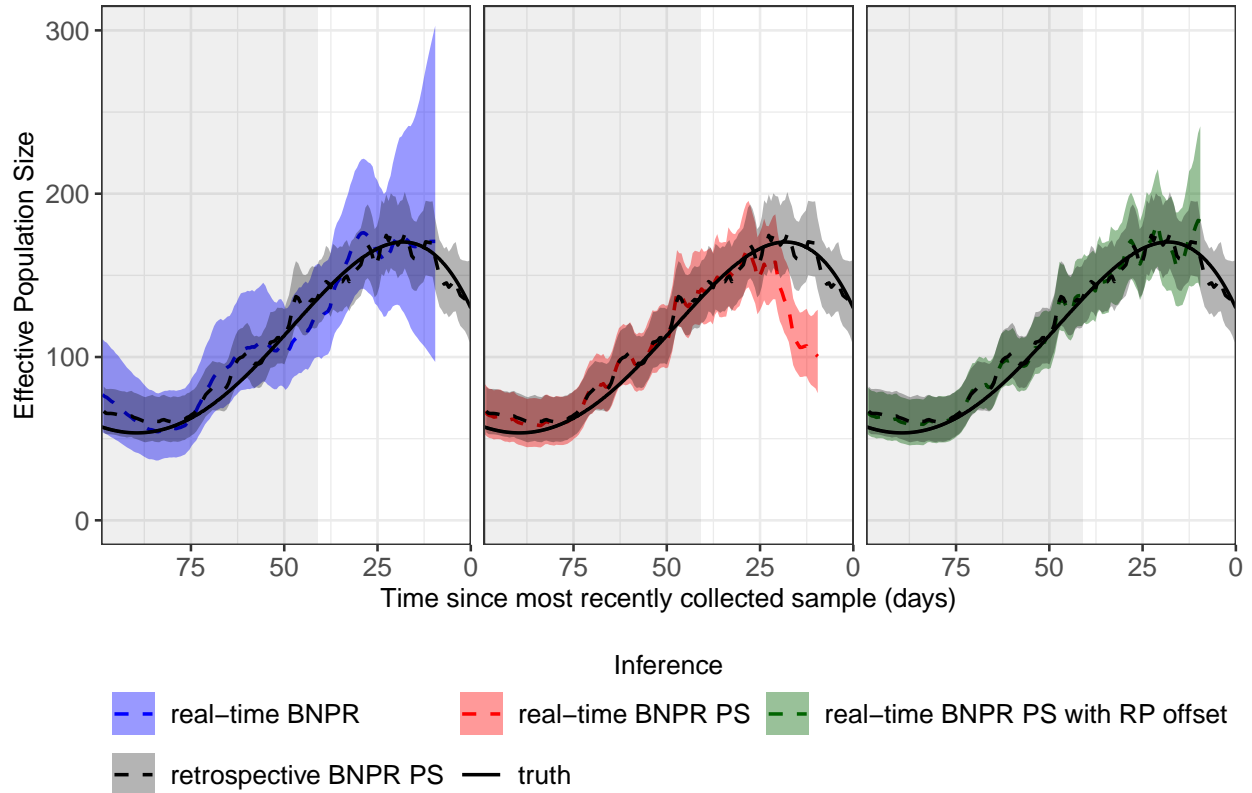 Effective Population Size
300
200
100
0
75 50 25 0 75 50 25 0 75 50 25 0
Time since most recently collected sample (days)
Inference
real−time BNPR real−time BNPR PS real−time BNPR PS with RP offset
retrospective BNPR PS truth